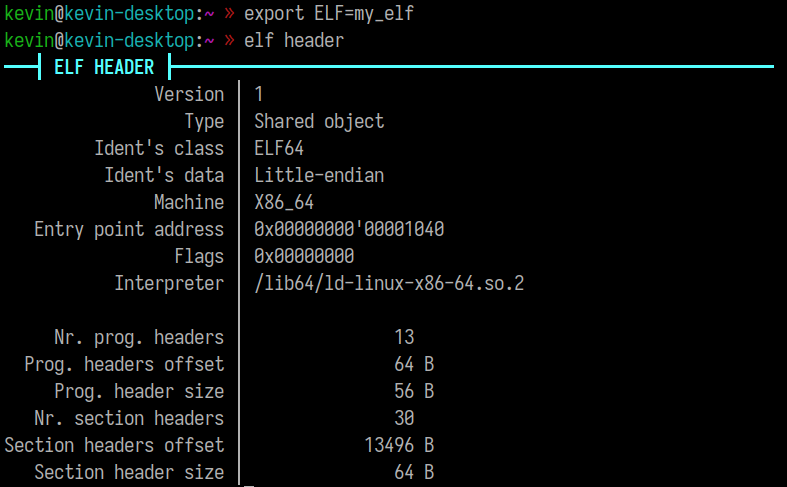 kevin@kevin-desktop:~ » export ELF=my_elf
kevin@kevin-desktop:~ » elf header
ELF HEADER
Version 1
Type Shared object
Ident's class ELF64
Ident's data Little-endian
Machine X86_64
Entry point address 0x00000000'00001040
Flags 0x00000000
Interpreter /lib64/ld-linux-x86-64.so.2
Nr. prog. headers 13
Prog. headers offset 64 B
Prog. header size 56 B
Nr. section headers 30
Section headers offset 13496 B
Section header size 64 B